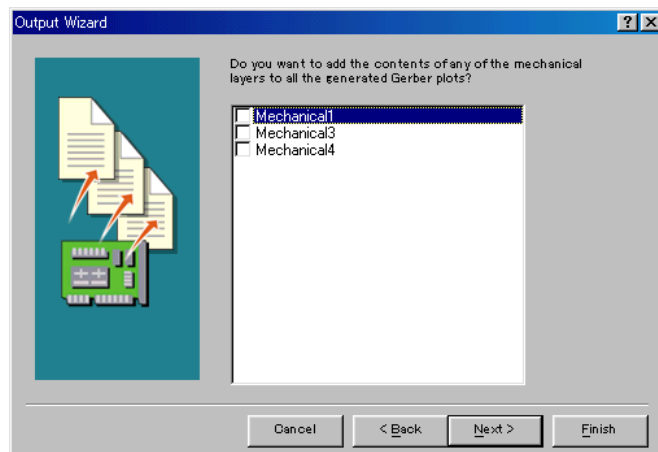 Output Wizard
Do you want to add the contents of any of the mechanical
layers to all the generated Gerber plots?
Mechanical1
Mechanical3
Mechanical4
Cancel
< Back
Next >
Finish